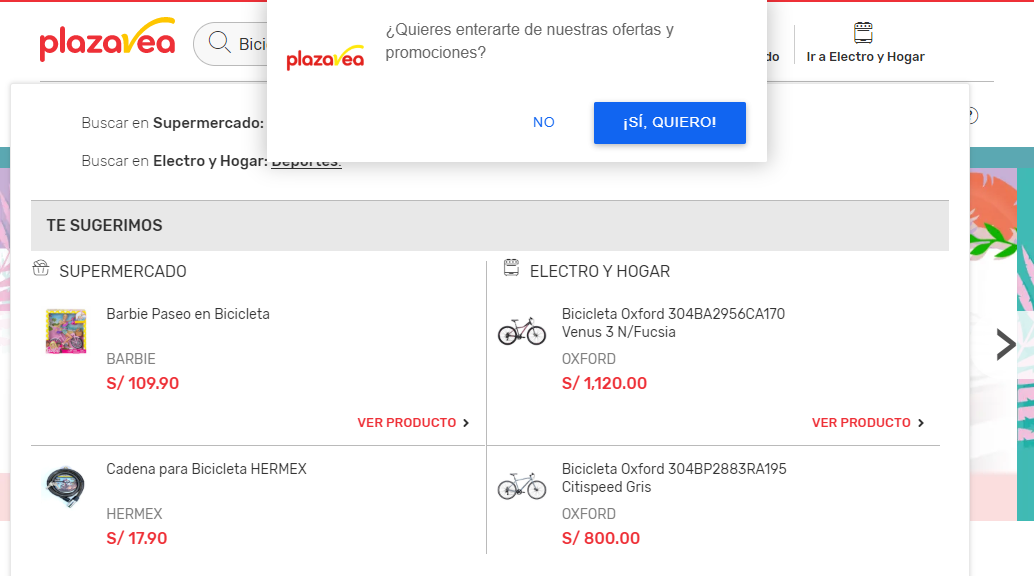 plazavea
Bici
¿Quieres enterarte de nuestras ofertas y
promociones?
plazavea
NO
¡SÍ, QUIERO!
Ir a Electro y Hogar
Buscar en Supermercado:
Buscar en Electro y Hogar: Deportes.
TE SUGERIMOS
SUPERMERCADO
Barbie Paseo en Bicicleta
BARBIE
S/ 109.90
VER PRODUCTO
Cadena para Bicicleta HERMEX
HERMEX
S/ 17.90
ELECTRO Y HOGAR
Bicicleta Oxford 304BA2956CA170
Venus 3 N/Fucsia
OXFORD
S/ 1,120.00
VER PRODUCTO
Bicicleta Oxford 304BP2883RA195
Citispeed Gris
OXFORD
S/ 800.00